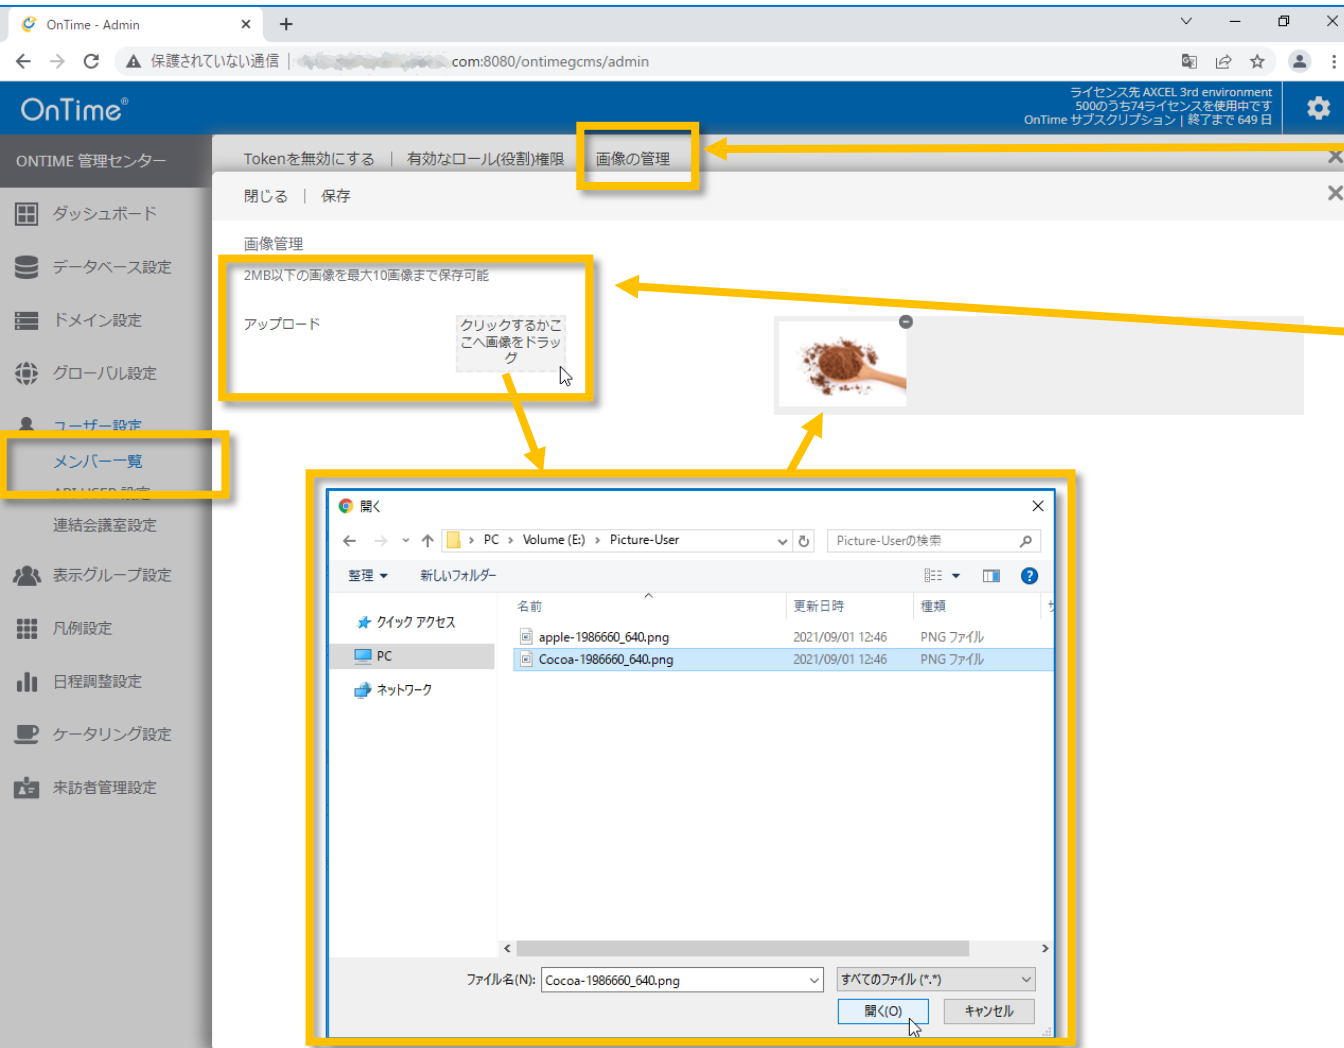 OnTime - Admin
保護されていない通信
com:8080/ontimegcms/admin
OnTime®
ライセンス先 AXCEL 3rd environment
500のうち74ライセンスを使用中です
OnTime サブスクリプション | 終了まで 649 日
ONTIME 管理センター
Tokenを無効にする | 有効なロール(役割)権限 画像の管理
閉じる | 保存
ダッシュボード
データベース設定
ドメイン設定
グローバル設定
ユーザー設定
メンバー一覧
API USER 設定
連結会議室設定
表示グループ設定
凡例設定
日程調整設定
ケータリング設定
来訪者管理設定
画像管理
2MB以下の画像を最大10画像まで保存可能
アップロード
クリックするかこ
こへ画像をドラッ
グ
開く
PC > Volume (E:) > Picture-User
Picture-Userの検索
整理 新しいフォルダー
名前 更新日時 種類 サ
クイック アクセス
PC
ネットワーク
apple-1986660_640.png 2021/09/01 12:46 PNG ファイル
Cocoa-1986660_640.png 2021/09/01 12:46 PNG ファイル
ファイル名(N): Cocoa-1986660_640.png すべてのファイル (*.*)
開く(O) キャンセル